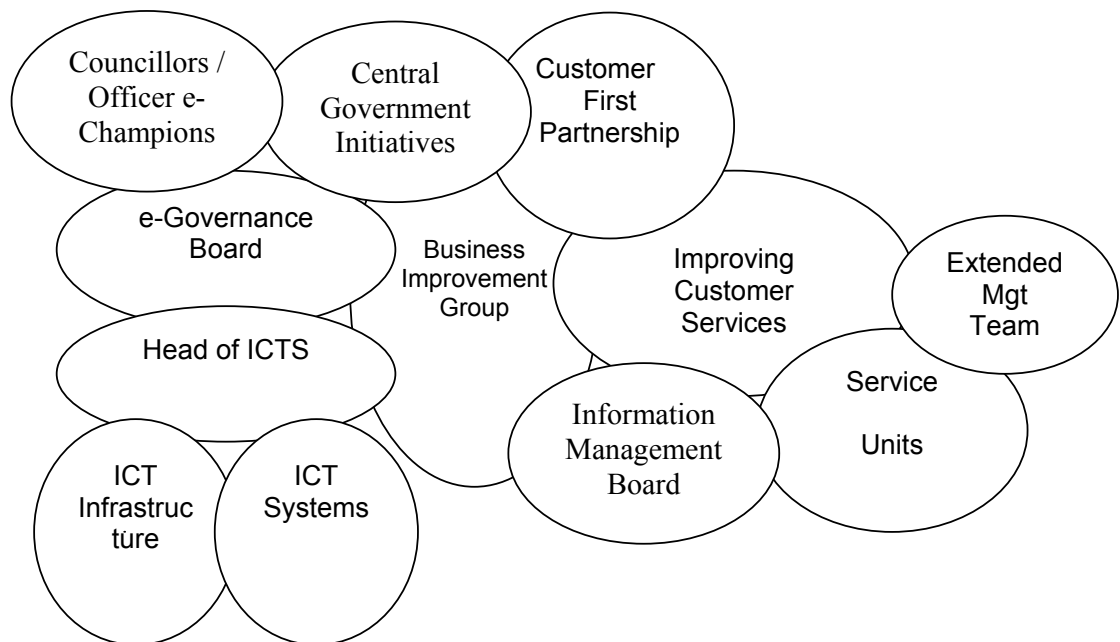 Councillors /
Officer e-
Champions
Central
Government
Initiatives
Customer
First
Partnership
e-Governance
Board
Business
Improvement
Group
Improving
Customer
Services
Extended
Mgt
Team
Head of ICTS
Information
Management
Board
Service
Units
ICT
Infrastruc
ture
ICT
Systems